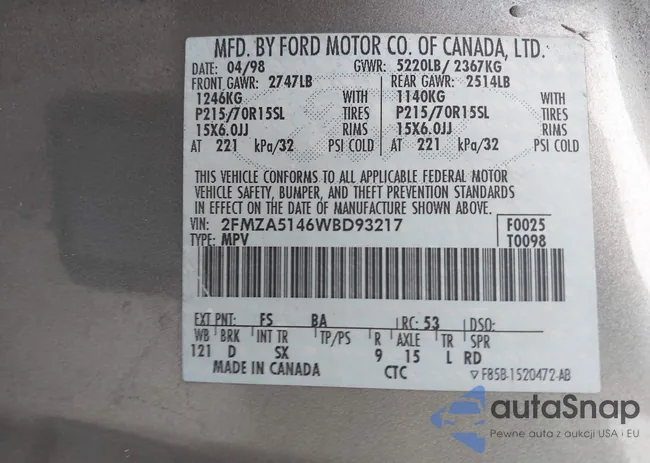 MFD. BY FORD MOTOR CO. OF CANADA, LTD.
DATE: 04/98 GVWR: 5220LB/ 2367KG
FRONT GAWR: 2747LB REAR GAWR: 2514LB
1246KG WITH 1140KG WITH
P215/70R15SL TIRES P215/70R15SL TIRES
15X6.0JJ RIMS 15X6.0JJ RIMS
AT 221 kPa/32 PSI COLD AT 221 kPa/32 PSI COLD
THIS VEHICLE CONFORMS TO ALL APPLICABLE FEDERAL MOTOR
VEHICLE SAFETY, BUMPER, AND THEFT PREVENTION STANDARDS
IN EFFECT ON THE DATE OF MANUFACTURE SHOWN ABOVE.
VIN: 2FMZA5146WBD93217 F0025
TYPE: MPV T0098
EXT PNT: FS BA RC: 53 DSO:
WB BRK INT TR TP/PS R AXLE TR SPR
121 D SX 9 15 L RD
MADE IN CANADA CTC ▽ F85B-1520472-AB
autaSnap
Pewne auta z aukcji USA i EU